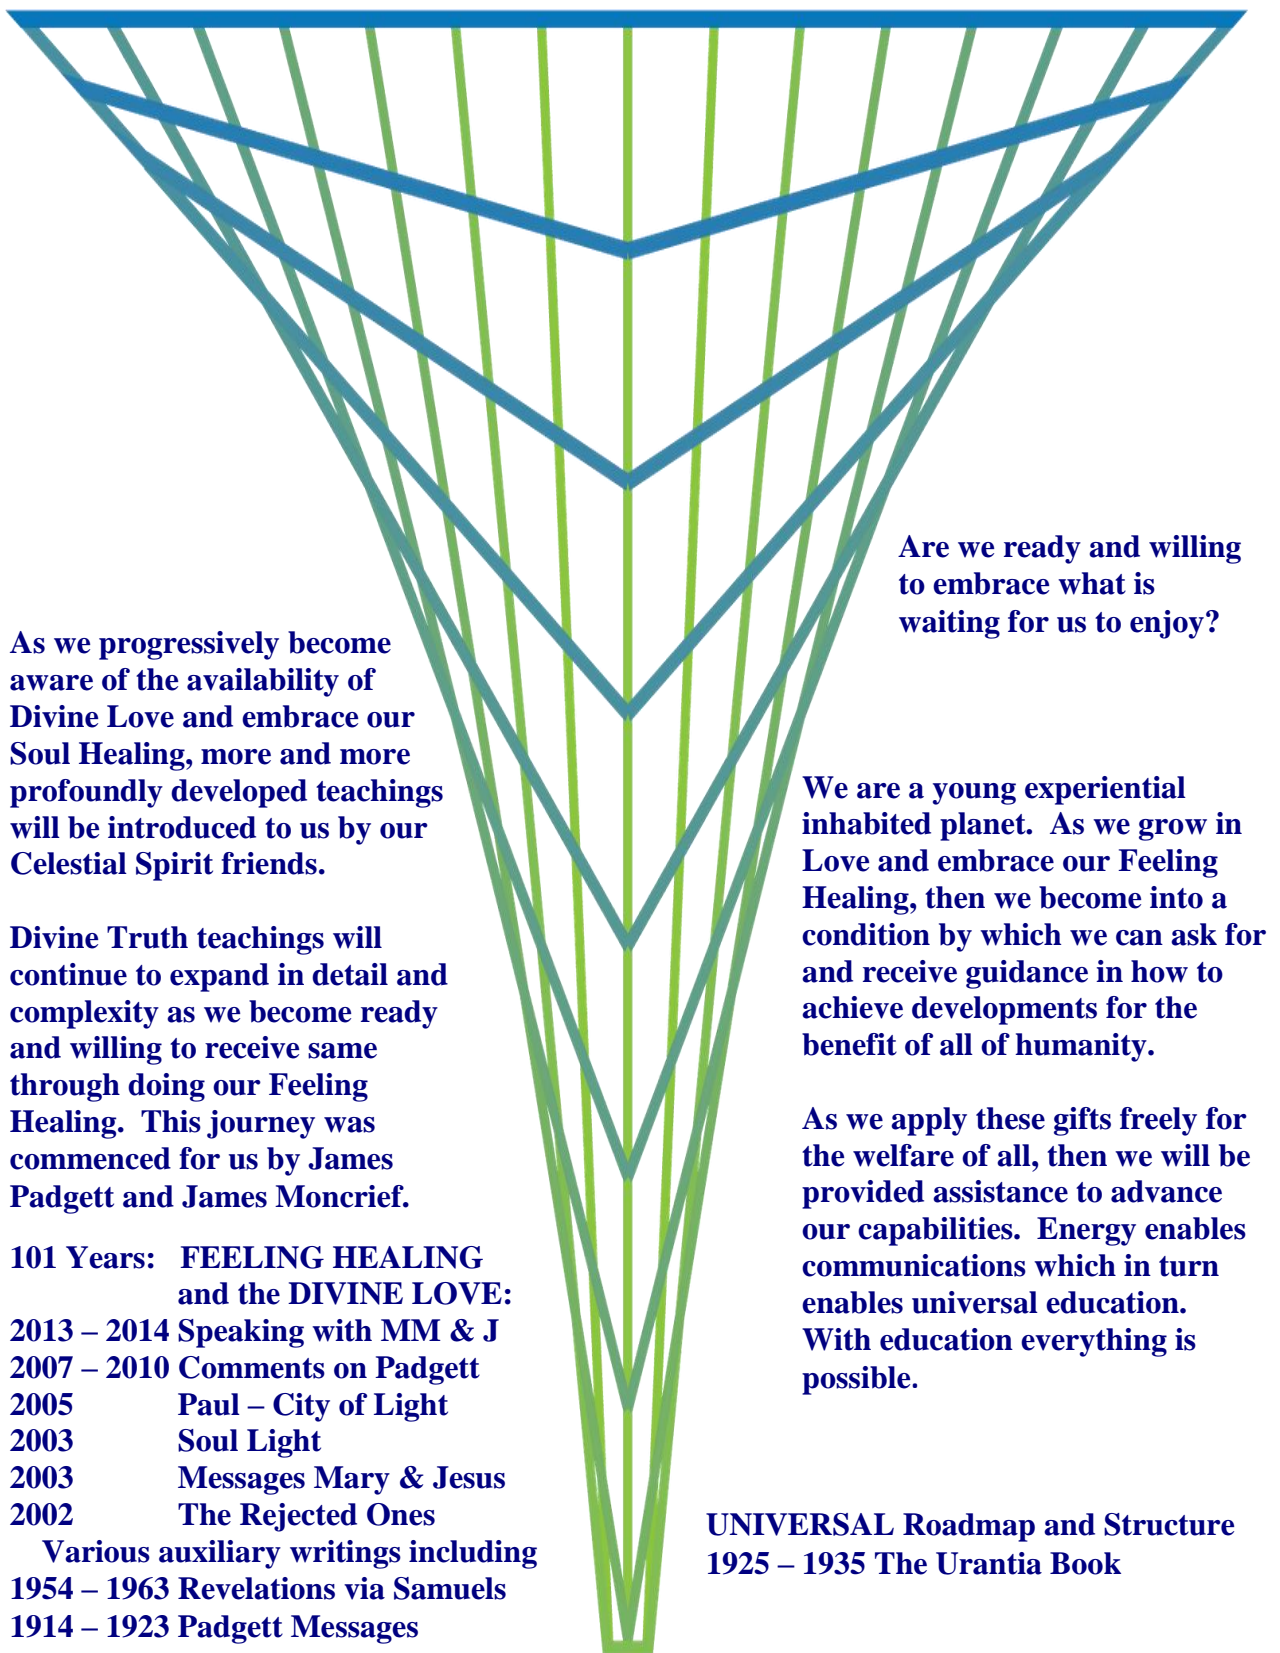 Are we ready and willing
to embrace what is
waiting for us to enjoy?
As we progressively become
aware of the availability of
Divine Love and embrace our
Soul Healing, more and more
profoundly developed teachings
will be introduced to us by our
Celestial Spirit friends.
Divine Truth teachings will
continue to expand in detail and
complexity as we become ready
and willing to receive same
through doing our Feeling
Healing.  This journey was
commenced for us by James
Padgett and James Moncrief.
101 Years:   FEELING HEALING
and the DIVINE LOVE:
2013 – 2014 Speaking with MM & J
2007 – 2010 Comments on Padgett
2005 Paul – City of Light
2003 Soul Light
2003 Messages Mary & Jesus
2002 The Rejected Ones
Various auxiliary writings including
1954 – 1963 Revelations via Samuels
1914 – 1923 Padgett Messages
We are a young experiential
inhabited planet.  As we grow in
Love and embrace our Feeling
Healing, then we become into a
condition by which we can ask for
and receive guidance in how to
achieve developments for the
benefit of all of humanity.
As we apply these gifts freely for
the welfare of all, then we will be
provided assistance to advance
our capabilities.  Energy enables
communications which in turn
enables universal education.
With education everything is
possible.
UNIVERSAL Roadmap and Structure
1925 – 1935 The Urantia Book